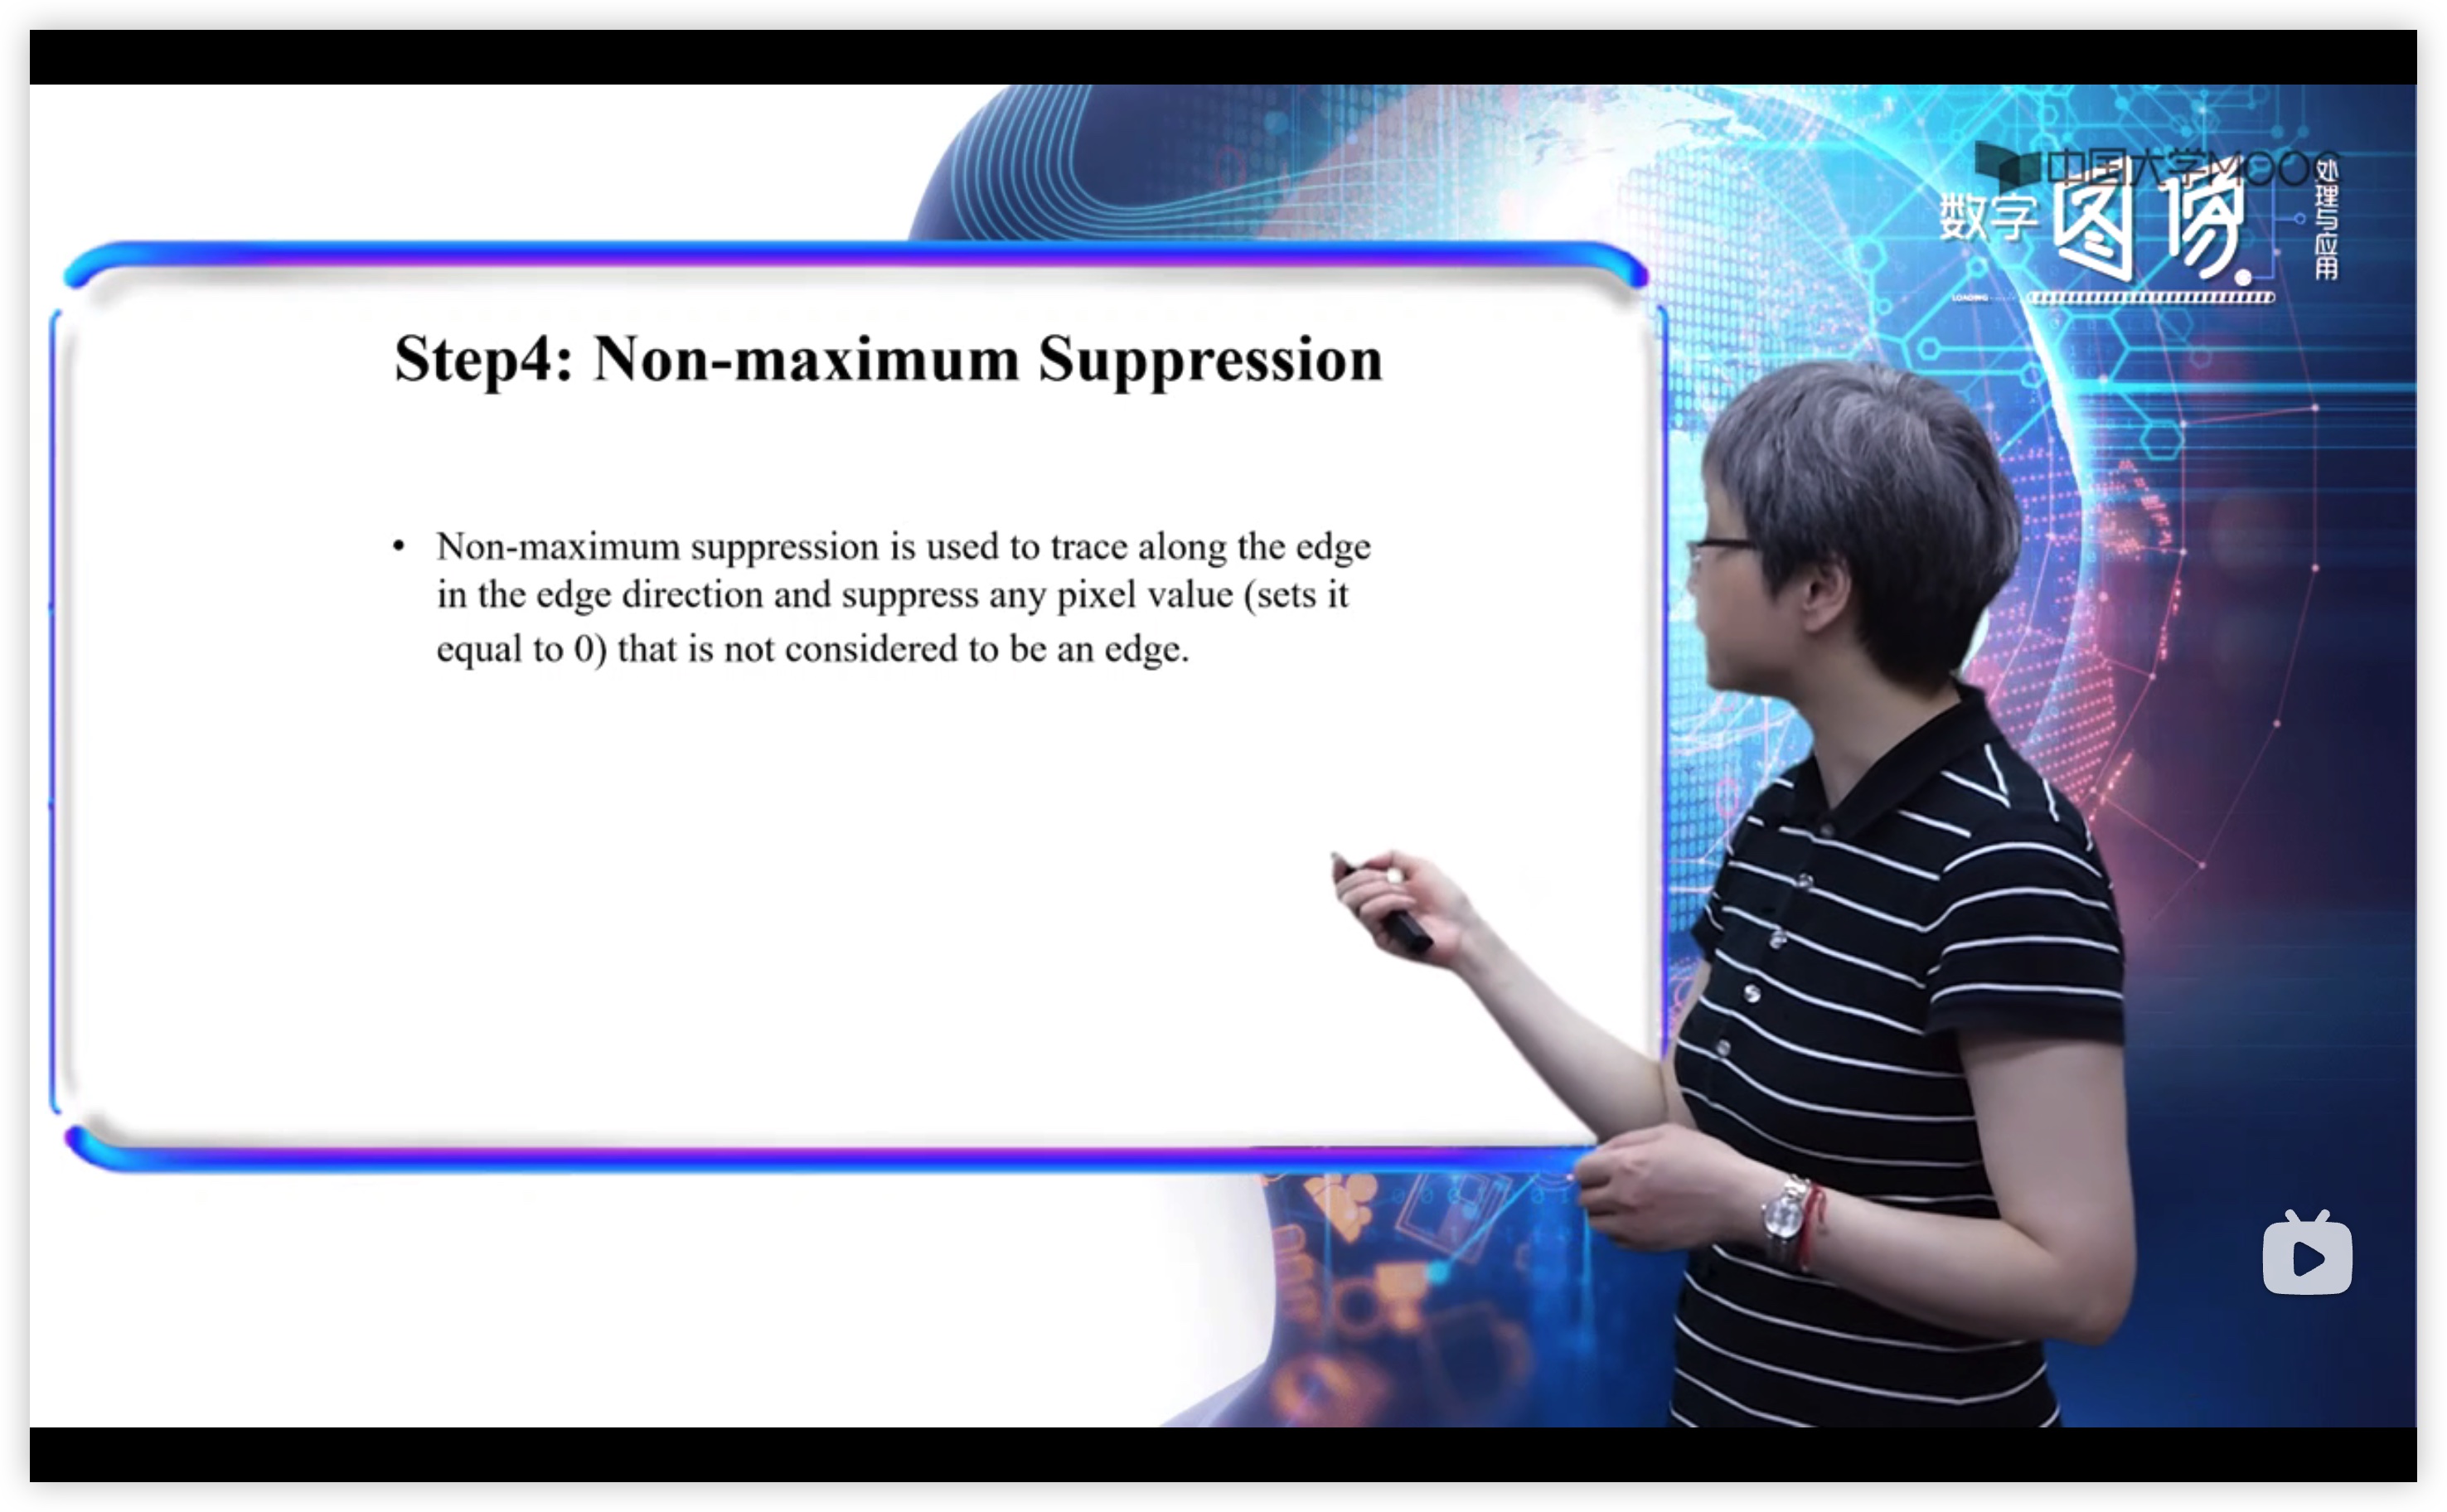 中国大学MOOC
数字
图像
处理与应用
LOADING
Step4: Non-maximum Suppression
• Non-maximum suppression is used to trace along the edge
in the edge direction and suppress any pixel value (sets it
equal to 0) that is not considered to be an edge.